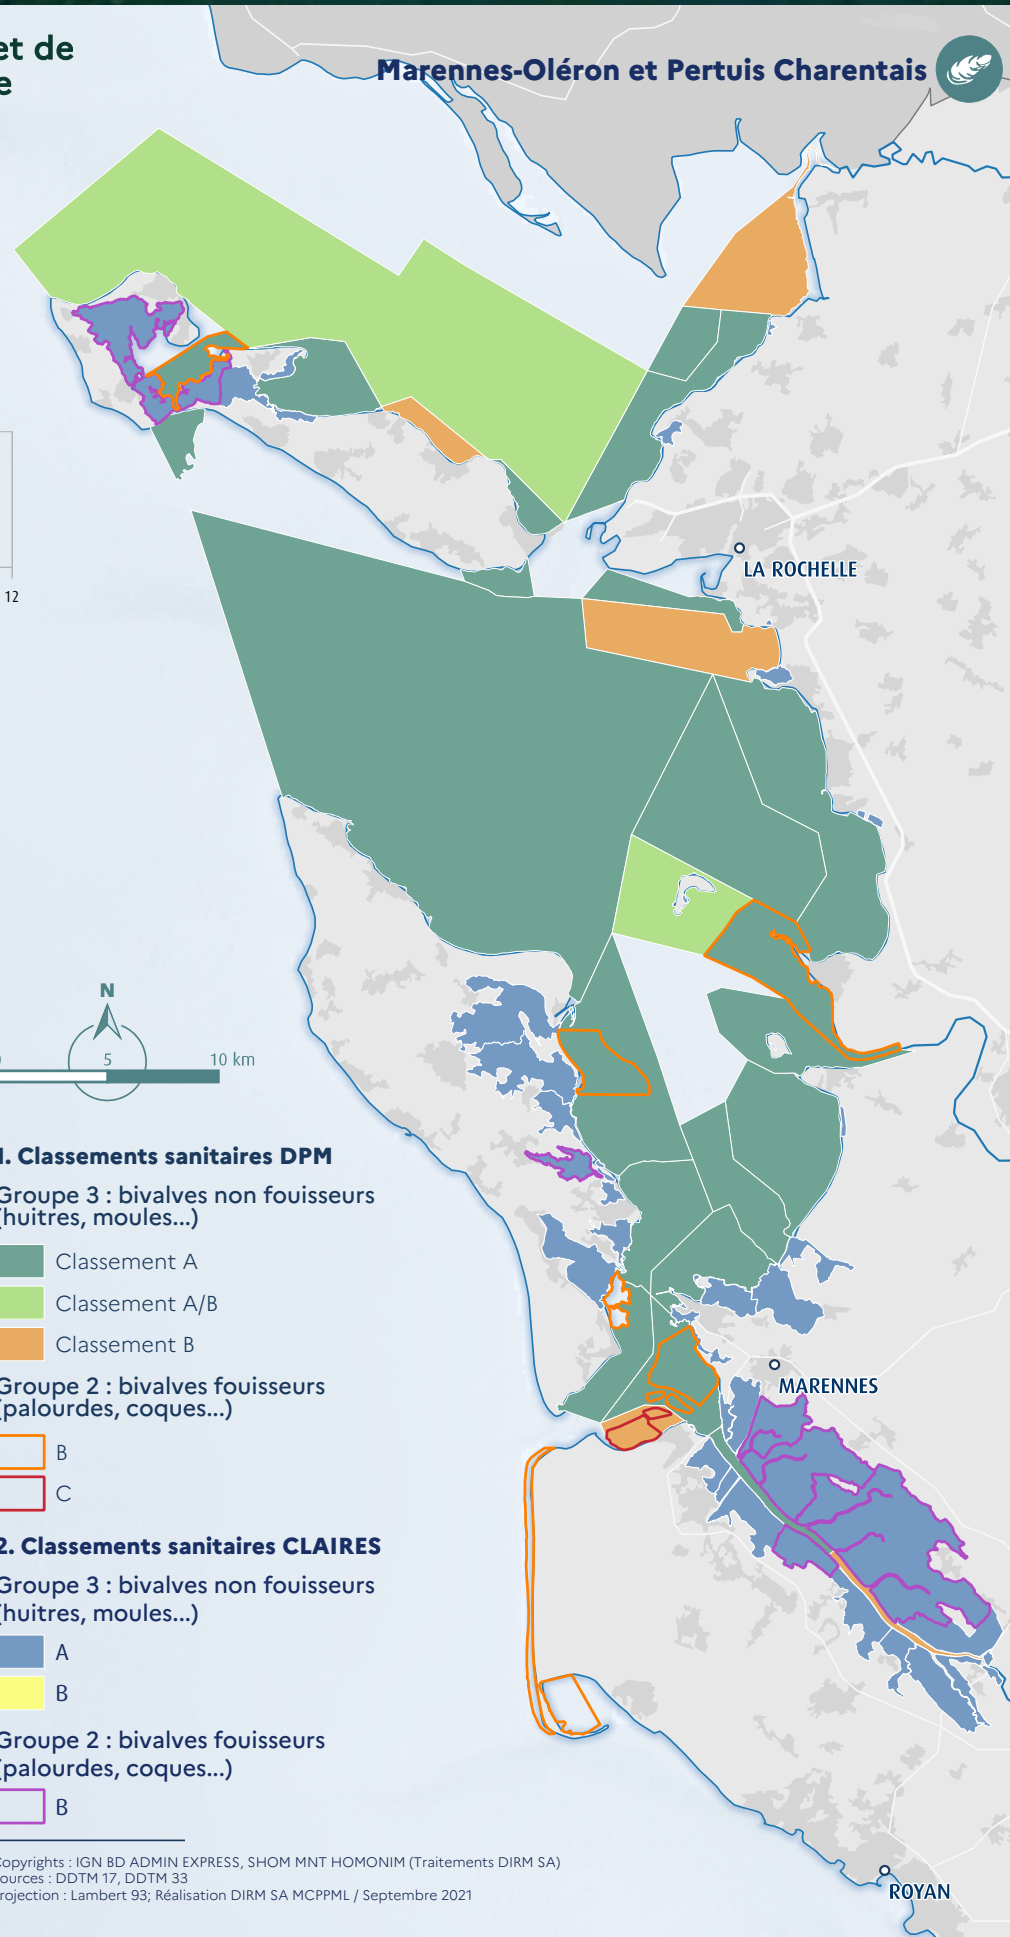 et de
e
Marennes-Oléron et Pertuis Charentais
12
LA ROCHELLE
N
5
10 km
1. Classements sanitaires DPM
Groupe 3 : bivalves non fouisseurs
(huitres, moules...)
Classement A
Classement A/B
Classement B
Groupe 2 : bivalves fouisseurs
(palourdes, coques...)
B
C
MARENNES
2. Classements sanitaires CLAIRES
Groupe 3 : bivalves non fouisseurs
(huitres, moules...)
A
B
Groupe 2 : bivalves fouisseurs
(palourdes, coques...)
B
Copyrights : IGN BD ADMIN EXPRESS, SHOM MNT HOMONIM (Traitements DIRM SA)
ources : DDTM 17, DDTM 33
rojection : Lambert 93; Réalisation DIRM SA MCPPML / Septembre 2021
ROYAN